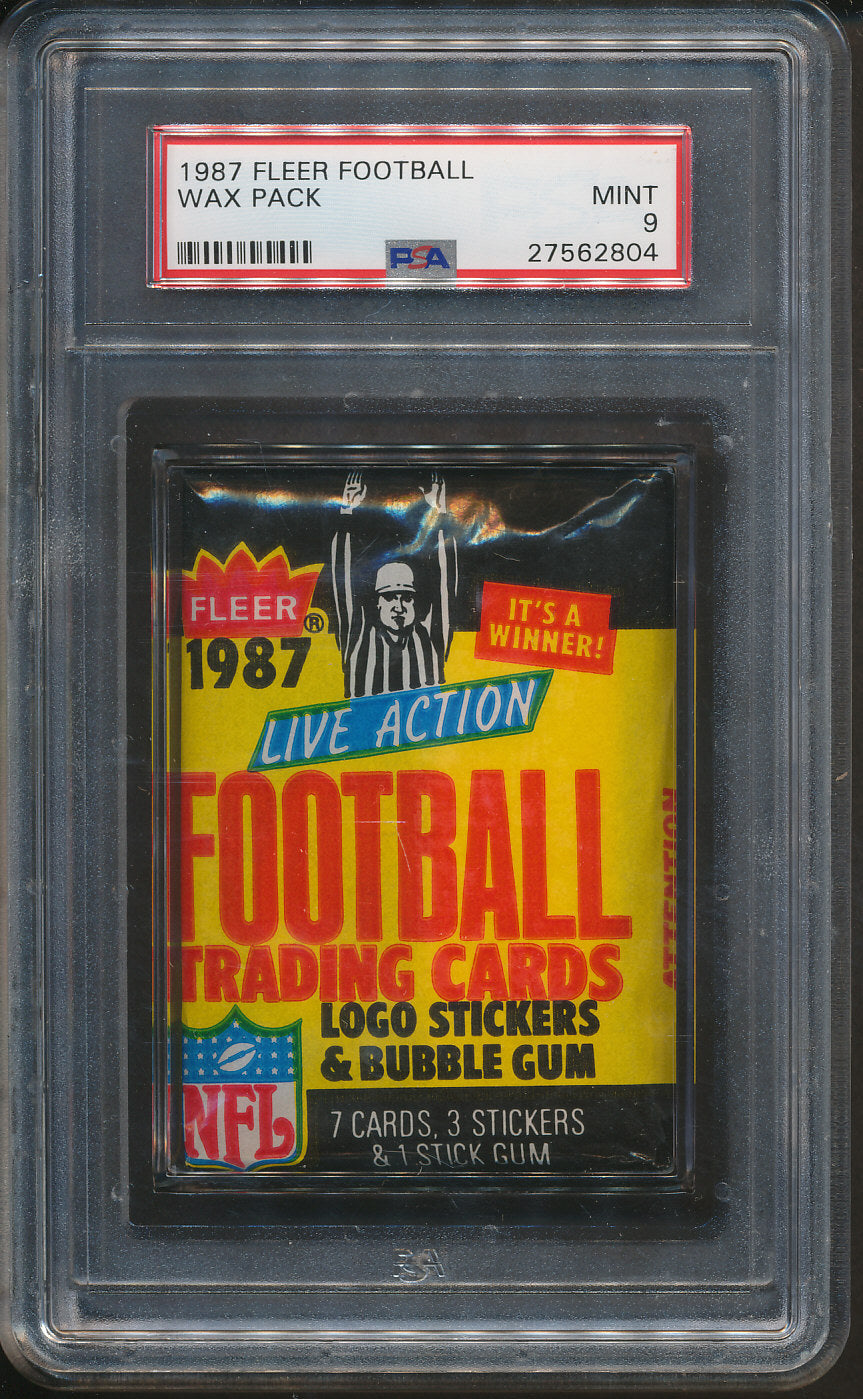 1987 FLEER FOOTBALL
WAX PACK
MINT
9
PSA
27562804
FLEER®
1987
IT'S A
WINNER!
LIVE ACTION
FOOTBALL
TRADING CARDS
ATTENTION
LOGO STICKERS
& BUBBLE GUM
NFL
7 CARDS, 3 STICKERS
& 1 STICK GUM
PSA